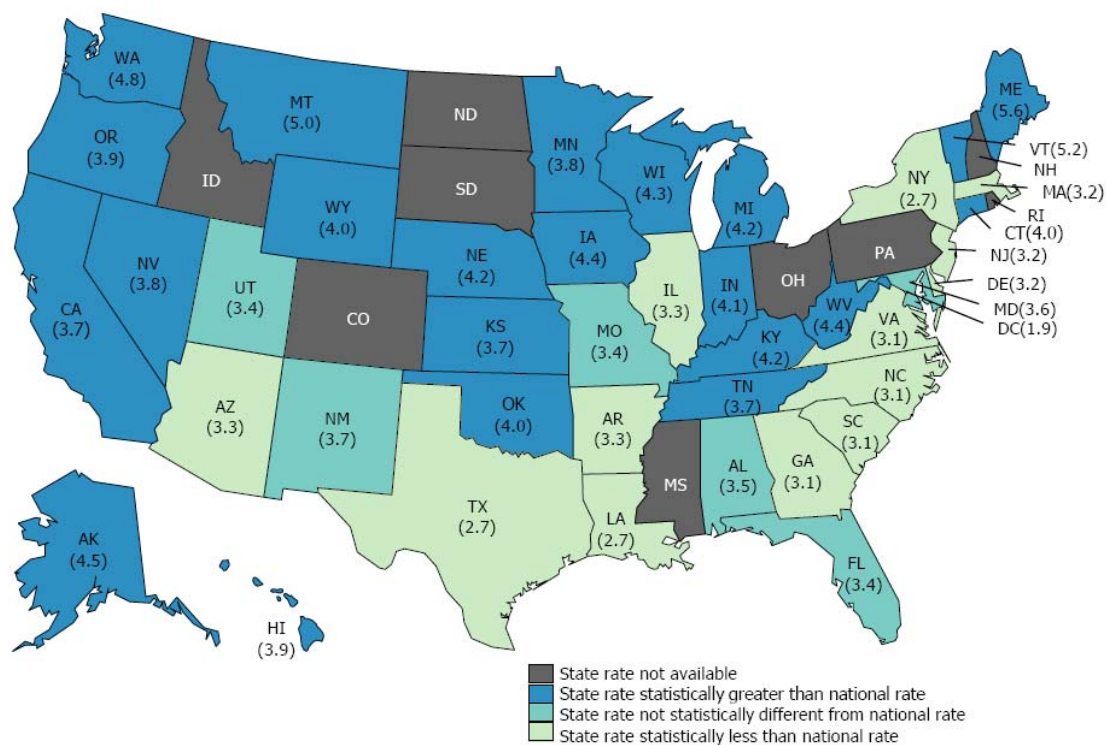 WA
(4.8)
MT
(5.0)
ND
MN
(3.8)
ME
(5.6)
OR
(3.9)
ID
SD
WI
(4.3)
VT(5.2)
NH
MA(3.2)
RI
CT(4.0)
NJ(3.2)
DE(3.2)
MD(3.6)
DC(1.9)
NY
(2.7)
MI
(4.2)
WY
(4.0)
IA
(4.4)
NE
(4.2)
PA
OH
NV
(3.8)
UT
(3.4)
IL
(3.3)
IN
(4.1)
WV
(4.4)
VA
(3.1)
CA
(3.7)
CO
KS
(3.7)
MO
(3.4)
KY
(4.2)
NC
(3.1)
TN
(3.7)
AZ
(3.3)
NM
(3.7)
OK
(4.0)
AR
(3.3)
SC
(3.1)
MS
AL
(3.5)
GA
(3.1)
TX
(2.7)
LA
(2.7)
FL
(3.4)
AK
(4.5)
HI
(3.9)
State rate not available
State rate statistically greater than national rate
State rate not statistically different from national rate
State rate statistically less than national rate